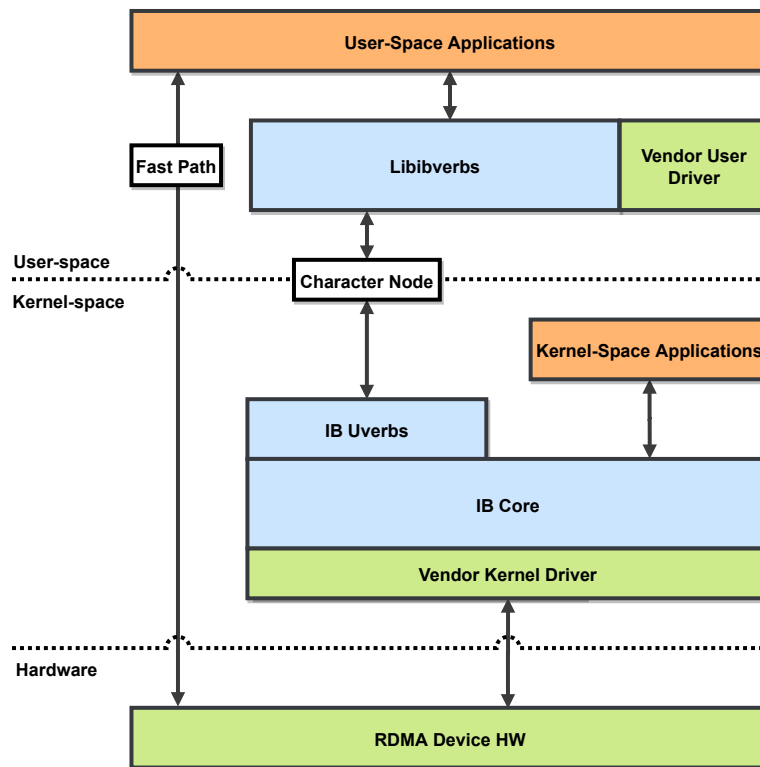 User-Space Applications
Fast Path
Libibverbs
Vendor User
Driver
User-space
Character Node
Kernel-space
Kernel-Space Applications
IB Uverbs
IB Core
Vendor Kernel Driver
Hardware
RDMA Device HW